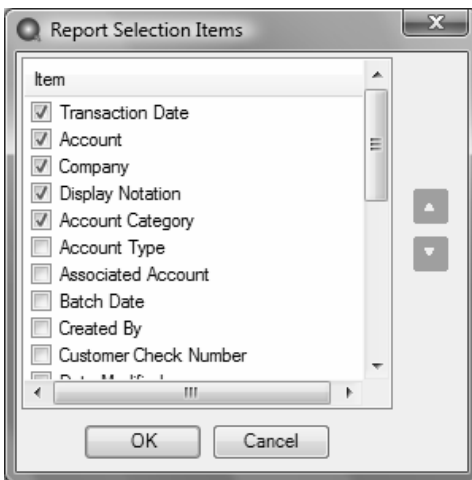 Report Selection Items
Item
Transaction Date
Account
Company
Display Notation
Account Category
Account Type
Associated Account
Batch Date
Created By
Customer Check Number
OK Cancel